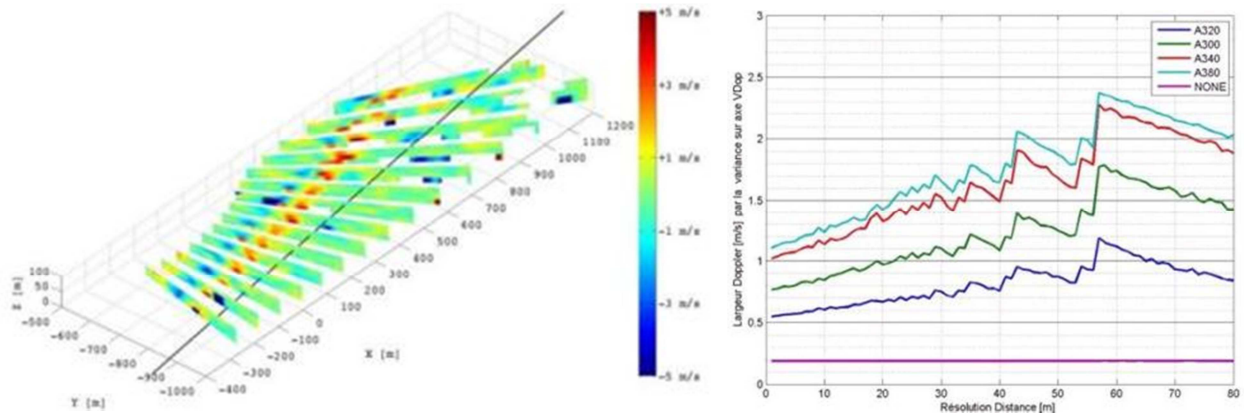 +5 m/s
+3 m/s
+1 m/s
-1 m/s
-3 m/s
-5 m/s
100
50
0
Z [m]
-500
-600
-700
-800
-900
-1000
Y [m]
-400
-300
-200
-100
0
100
200
300
400
500
600
700
800
900
1000
1100
1200
X [m]
3
2.5
2
1.5
1
0.5
0
Largeur Doppler [m/s] par la variance sur axe VDop
A320
A300
A340
A380
NONE
0 10 20 30 40 50 60 70 80
Résolution Distance [m]